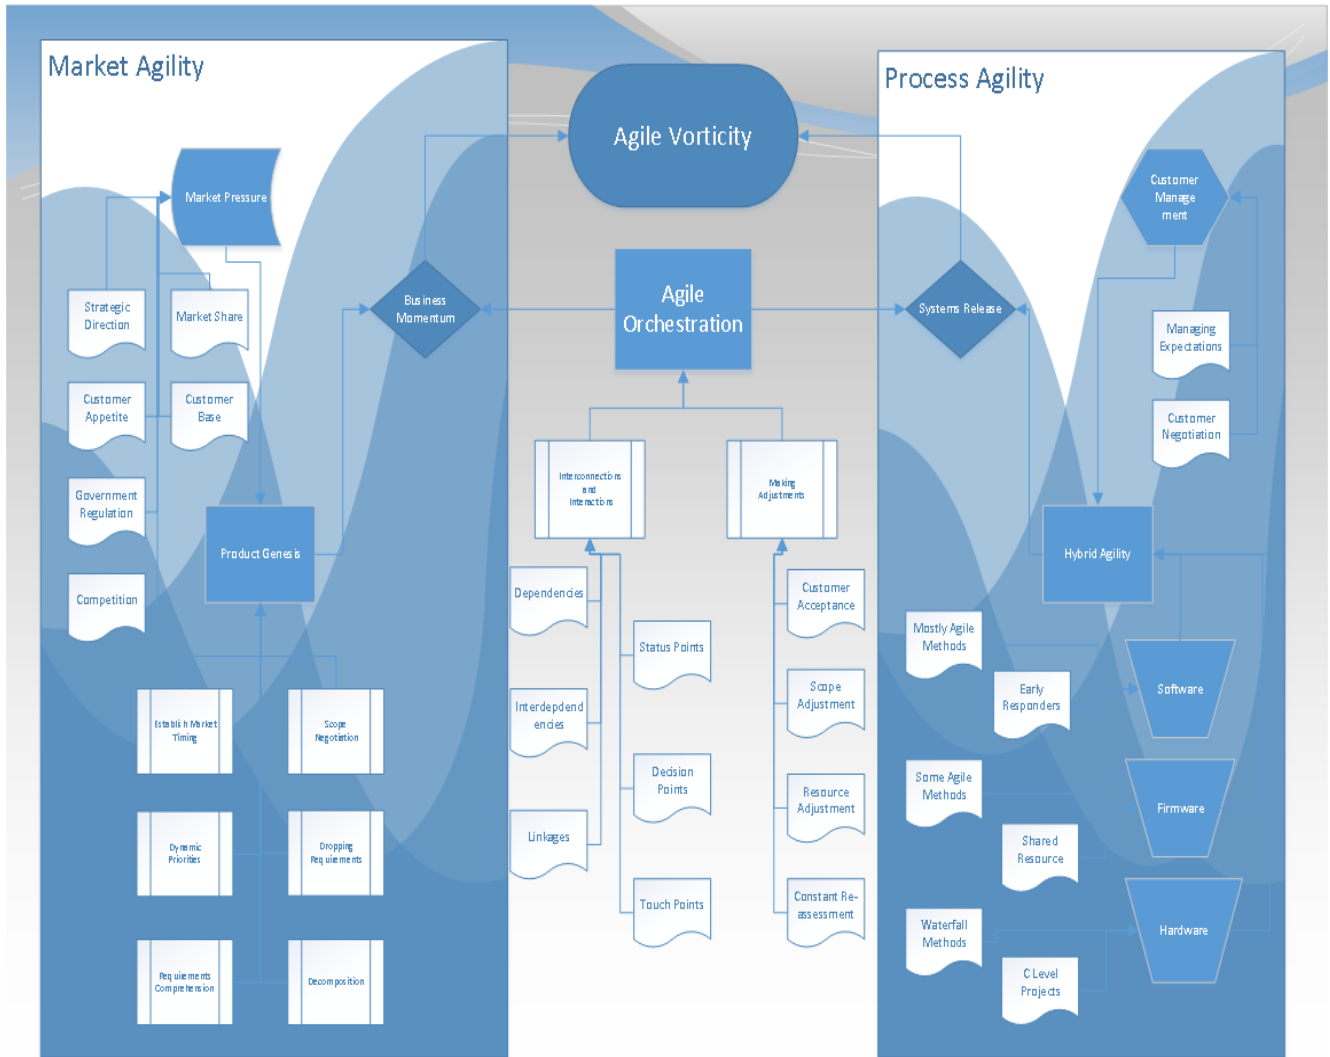 Market Agility
Process Agility
Agile Vorticity
Market Pressure
Customer
Manage
ment
Strategic
Direction
Market Share
Business
Momentum
Agile
Orchestration
Systems Release
Managing
Expectations
Customer
Appetite
Customer
Base
Customer
Negotiation
Government
Regulation
Interconnections
and
Interactions
Making
Adjustments
Product Genesis
Hybrid Agility
Competition
Dependencies
Customer
Acceptance
Mostly Agile
Methods
Status Points
Early
Responders
Software
Establish Market
Timing
Scope
Negotiation
Interdepdend
encies
Scope
Adjustment
Decision
Points
Resource
Adjustment
Some Agile
Methods
Firmware
Dynamic
Priorities
Dropping
Requirements
Linkages
Shared
Resource
Touch Points
Constant Re-
assessment
Waterfall
Methods
Hardware
Requirements
Comprehension
Decomposition
C Level
Projects